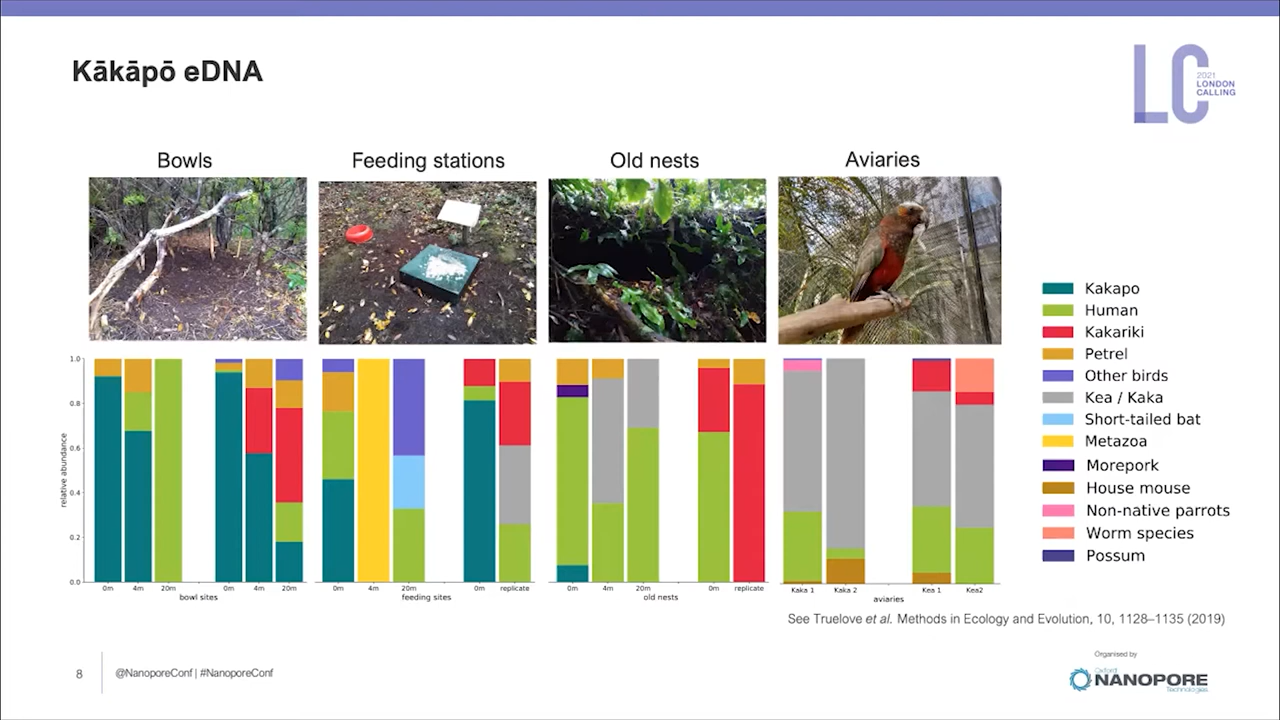 Kākāpō eDNA
LC
2021
LONDON
CALLING
Bowls
Feeding stations
Old nests
Aviaries
Kakapo
Human
Kakariki
Petrel
Other birds
Kea / Kaka
Short-tailed bat
Metazoa
Morepork
House mouse
Non-native parrots
Worm species
Possum
relative abundance
1.0
0.8
0.6
0.4
0.2
0.0
0m 4m 20m 0m 4m 20m
bowl sites
0m 4m 20m 0m replicate
feeding sites
0m 4m 20m 0m replicate
old nests
Kaka 1 Kaka 2 Kea 1 Kea2
aviaries
See Truelove et al. Methods in Ecology and Evolution, 10, 1128–1135 (2019)
8
@NanoporeConf | #NanoporeConf
Organised by
Oxford
NANOPORE
Technologies